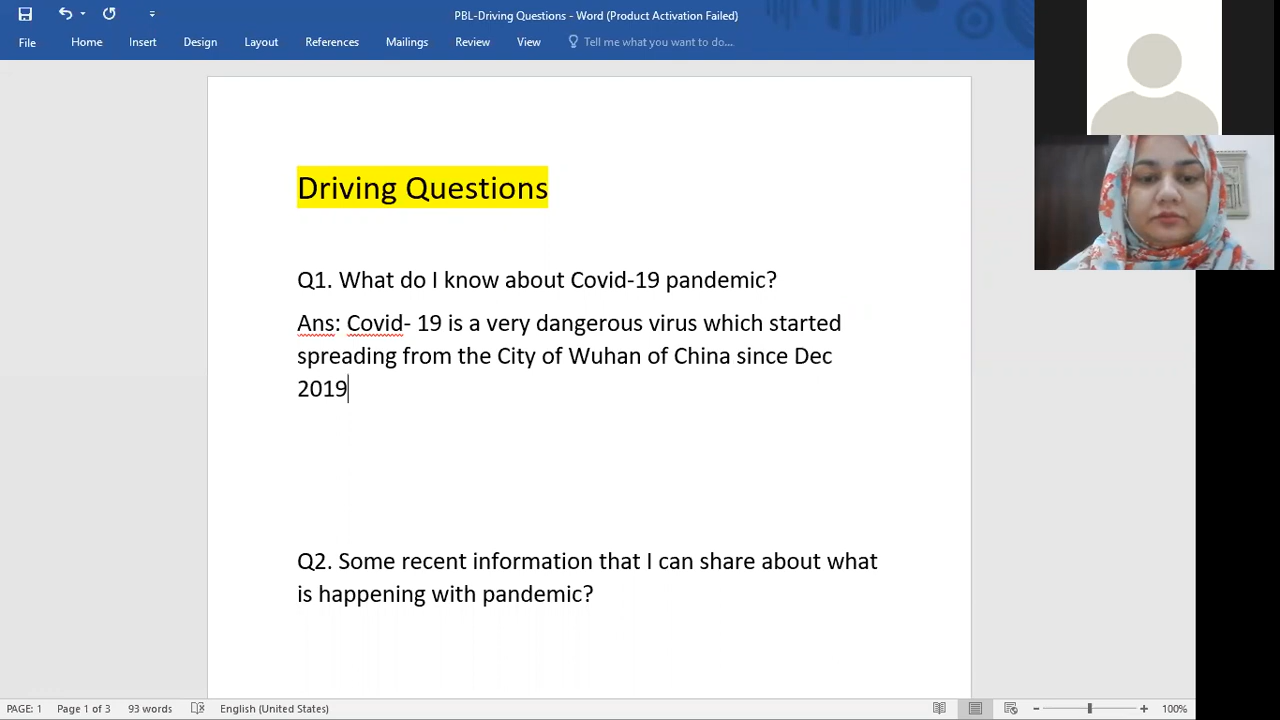 PBL-Driving Questions - Word (Product Activation Failed)
File Home Insert Design Layout References Mailings Review View Tell me what you want to do...
Driving Questions
Q1. What do I know about Covid-19 pandemic?
Ans: Covid- 19 is a very dangerous virus which started
spreading from the City of Wuhan of China since Dec
2019
Q2. Some recent information that I can share about what
is happening with pandemic?
PAGE: 1 Page 1 of 3 93 words English (United States) 100%